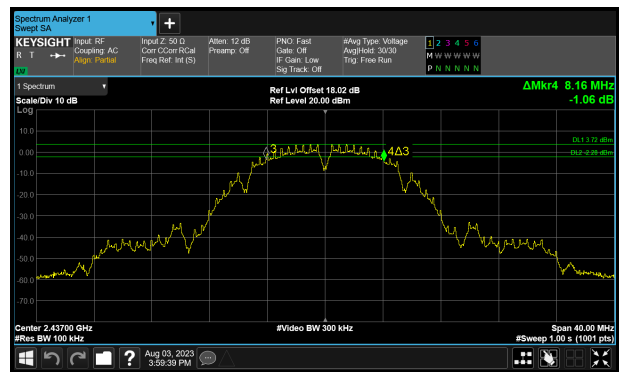 Spectrum Analyzer 1
Swept SA
KEYSIGHT Input: RF Input Z: 50 Ω Atten: 12 dB PNO: Fast #Avg Type: Voltage 1 2 3 4 5 6
R T Coupling: AC Corr CCorr RCal Preamp: Off Gate: Off Avg|Hold: 30/30 M W W W W W
Align: Partial Freq Ref: Int (S) IF Gain: Low Trig: Free Run
Sig Track: Off P N N N N N
LXI
1 Spectrum Ref Lvl Offset 18.02 dB ΔMkr4 8.16 MHz
Scale/Div 10 dB Ref Level 20.00 dBm -1.06 dB
Log
10.0
DL1 3.72 dBm
3 4Δ3
0.00
DL2 -2.28 dBm
-10.0
-20.0
-30.0
-40.0
-50.0
-60.0
-70.0
Center 2.43700 GHz #Video BW 300 kHz Span 40.00 MHz
#Res BW 100 kHz #Sweep 1.00 s (1001 pts)
? Aug 03, 2023
3:59:39 PM